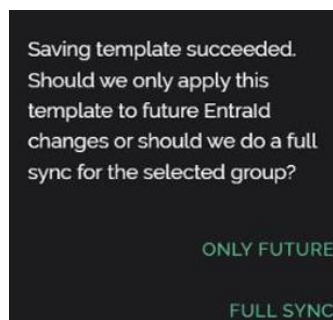 Saving template succeeded.
Should we only apply this
template to future EntraId
changes or should we do a full
sync for the selected group?
ONLY FUTURE
FULL SYNC